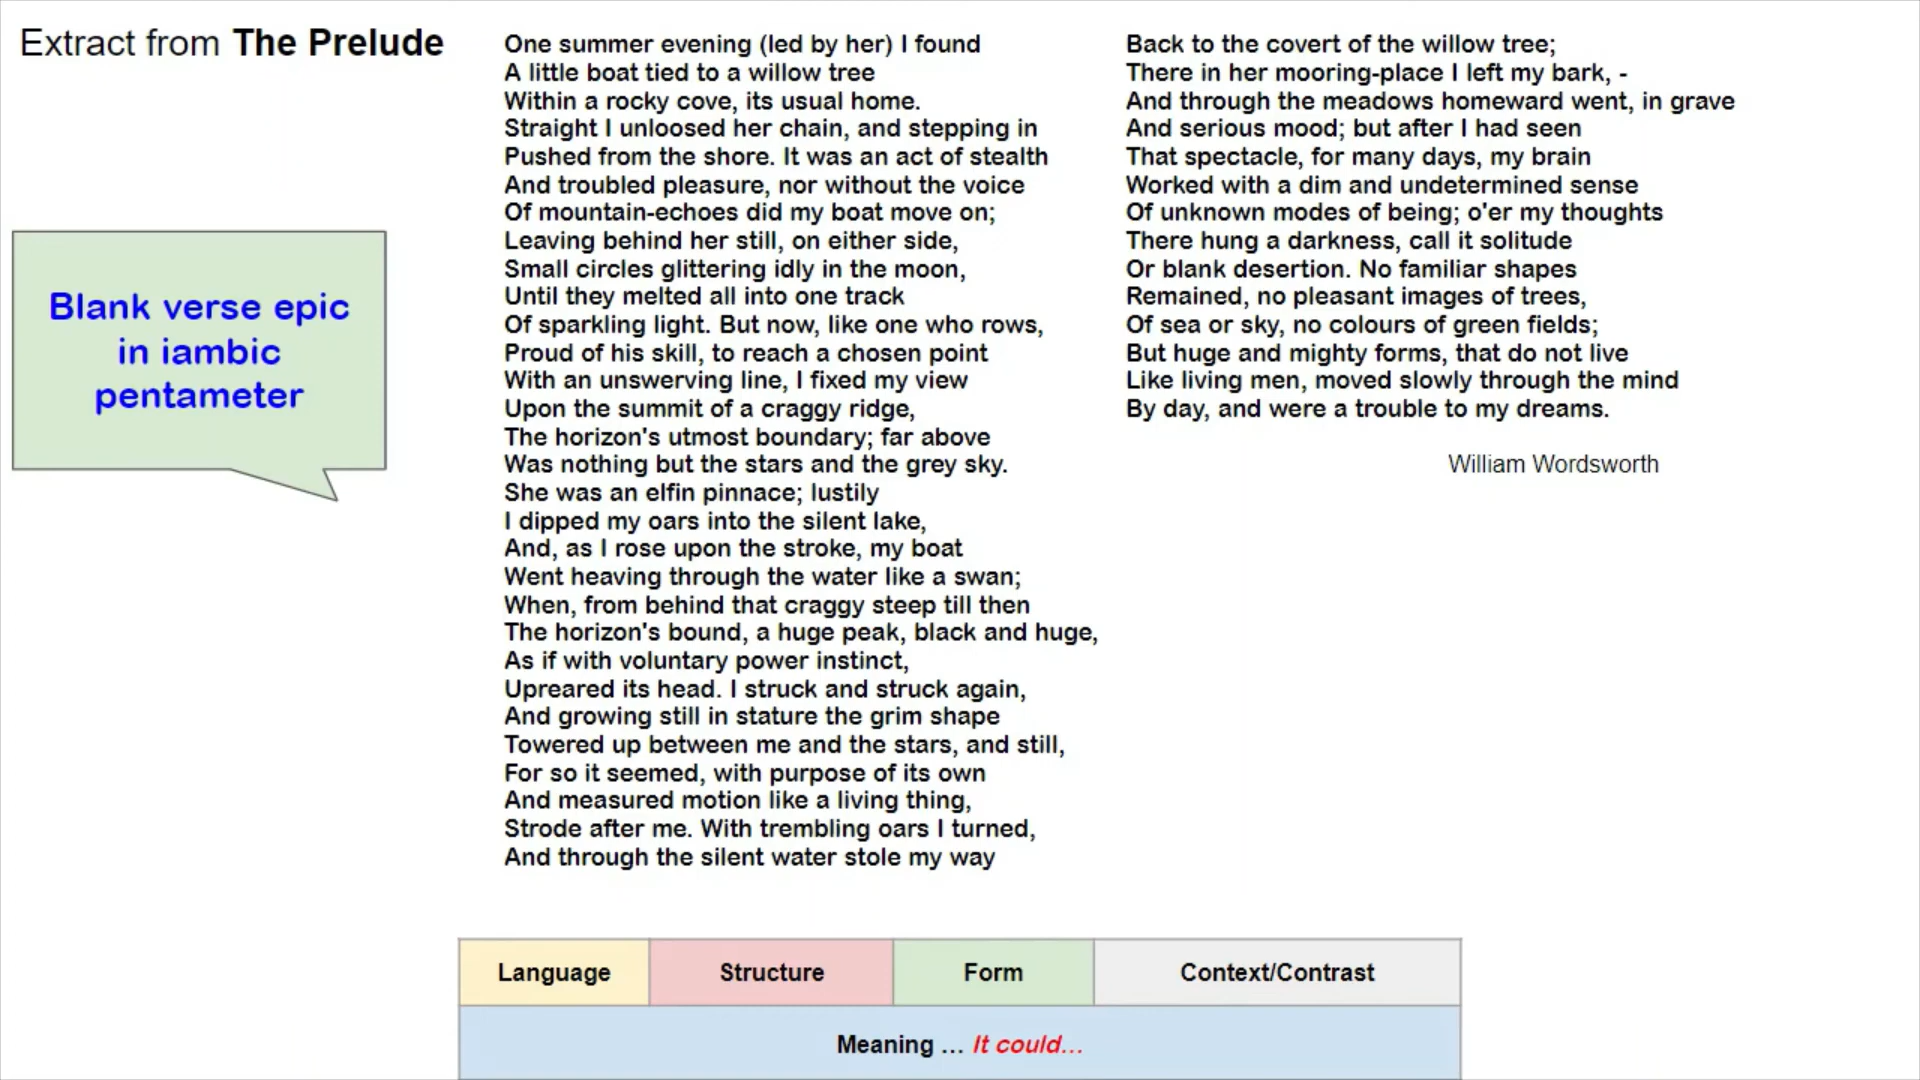 Extract from The Prelude
Blank verse epic
in iambic
pentameter
One summer evening (led by her) I found
A little boat tied to a willow tree
Within a rocky cove, its usual home.
Straight I unloosed her chain, and stepping in
Pushed from the shore. It was an act of stealth
And troubled pleasure, nor without the voice
Of mountain-echoes did my boat move on;
Leaving behind her still, on either side,
Small circles glittering idly in the moon,
Until they melted all into one track
Of sparkling light. But now, like one who rows,
Proud of his skill, to reach a chosen point
With an unswerving line, I fixed my view
Upon the summit of a craggy ridge,
The horizon's utmost boundary; far above
Was nothing but the stars and the grey sky.
She was an elfin pinnace; lustily
I dipped my oars into the silent lake,
And, as I rose upon the stroke, my boat
Went heaving through the water like a swan;
When, from behind that craggy steep till then
The horizon's bound, a huge peak, black and huge,
As if with voluntary power instinct,
Upreared its head. I struck and struck again,
And growing still in stature the grim shape
Towered up between me and the stars, and still,
For so it seemed, with purpose of its own
And measured motion like a living thing,
Strode after me. With trembling oars I turned,
And through the silent water stole my way
Back to the covert of the willow tree;
There in her mooring-place I left my bark, -
And through the meadows homeward went, in grave
And serious mood; but after I had seen
That spectacle, for many days, my brain
Worked with a dim and undetermined sense
Of unknown modes of being; o'er my thoughts
There hung a darkness, call it solitude
Or blank desertion. No familiar shapes
Remained, no pleasant images of trees,
Of sea or sky, no colours of green fields;
But huge and mighty forms, that do not live
Like living men, moved slowly through the mind
By day, and were a trouble to my dreams.
William Wordsworth
Language Structure Form Context/Contrast
Meaning ... It could...